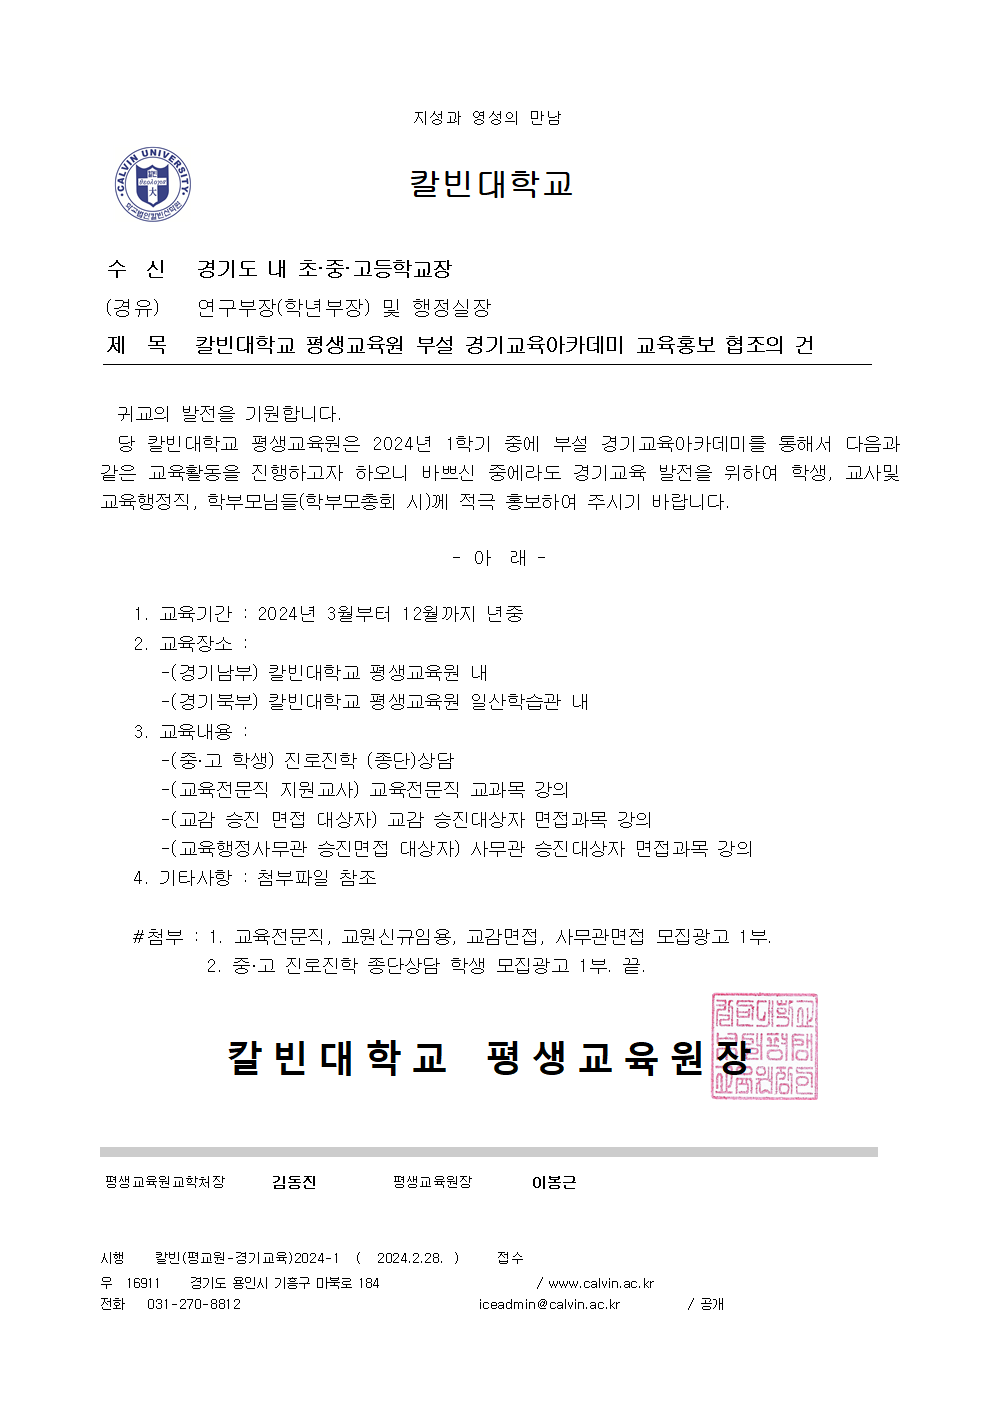 지성과 영성의 만남
CALVIN UNIVERSITY
칼빈대학교
수 신 경기도 내 초·중·고등학교장
(경유) 연구부장(학년부장) 및 행정실장
제 목 칼빈대학교 평생교육원 부설 경기교육아카데미 교육홍보 협조의 건
귀교의 발전을 기원합니다.
당 칼빈대학교 평생교육원은 2024년 1학기 중에 부설 경기교육아카데미를 통해서 다음과
같은 교육활동을 진행하고자 하오니 바쁘신 중에라도 경기교육 발전을 위하여 학생, 교사및
교육행정직, 학부모님들(학부모총회 시)께 적극 홍보하여 주시기 바랍니다.
- 아 래 -
1. 교육기간 : 2024년 3월부터 12월까지 년중
2. 교육장소 :
-(경기남부) 칼빈대학교 평생교육원 내
-(경기북부) 칼빈대학교 평생교육원 일산학습관 내
3. 교육내용 :
-(중·고 학생) 진로진학 (종단)상담
-(교육전문직 지원교사) 교육전문직 교과목 강의
-(교감 승진 면접 대상자) 교감 승진대상자 면접과목 강의
-(교육행정사무관 승진면접 대상자) 사무관 승진대상자 면접과목 강의
4. 기타사항 : 첨부파일 참조
#첨부 : 1. 교육전문직, 교원신규임용, 교감면접, 사무관면접 모집광고 1부.
2. 중·고 진로진학 종단상담 학생 모집광고 1부. 끝.
칼빈대학교 평생교육원장
평생교육원교학처장 김동진 평생교육원장 이봉근
시행 칼빈(평교원-경기교육)2024-1 ( 2024.2.28. ) 접수
우 16911 경기도 용인시 기흥구 마북로 184 / www.calvin.ac.kr
전화 031-270-8812 iceadmin@calvin.ac.kr / 공개